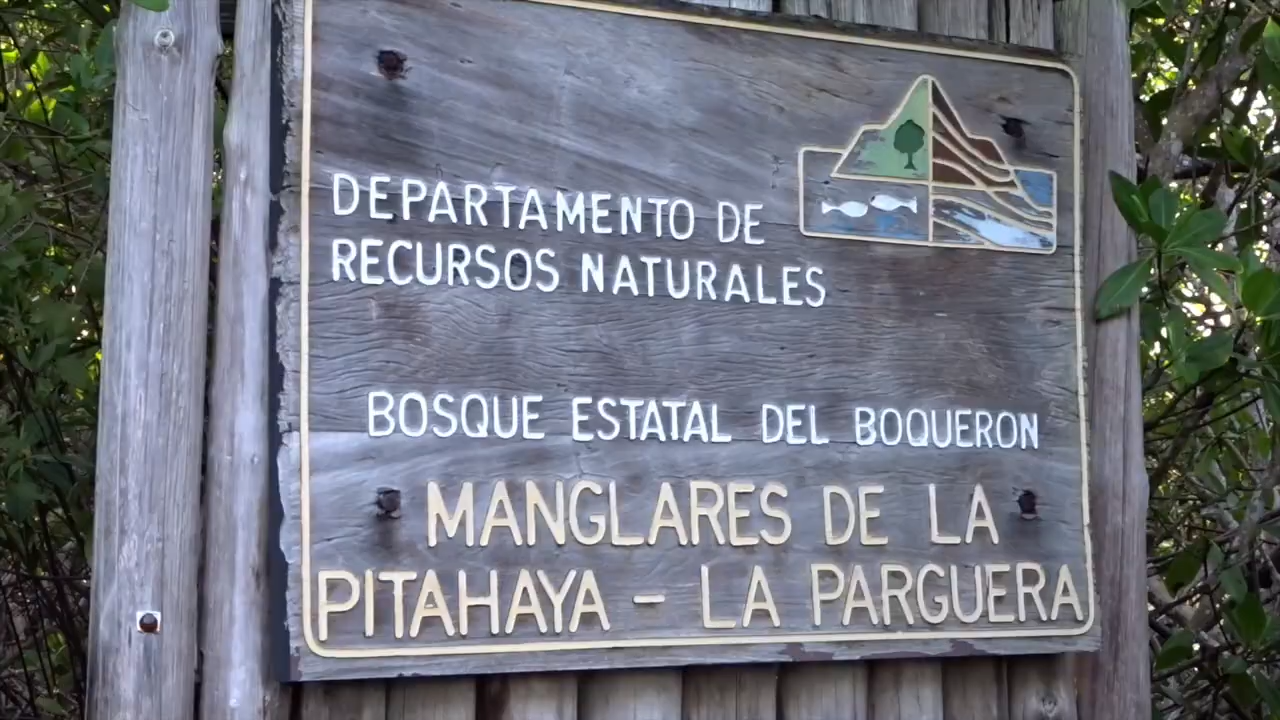 DEPARTAMENTO DE
RECURSOS NATURALES
BOSQUE ESTATAL DEL BOQUERON
MANGLARES DE LA
PITAHAYA - LA PARGUERA